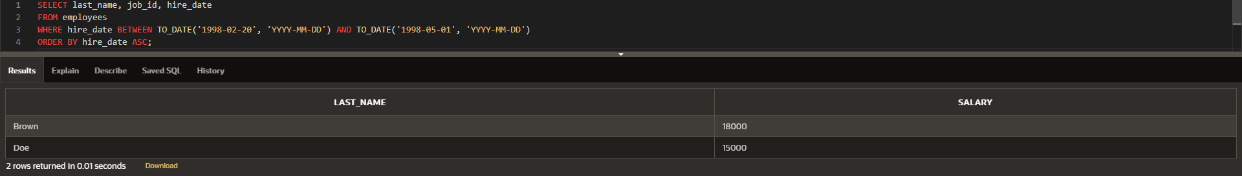 1 SELECT last_name, job_id, hire_date
2 FROM employees
3 WHERE hire_date BETWEEN TO_DATE('1998-02-20', 'YYYY-MM-DD') AND TO_DATE('1998-05-01', 'YYYY-MM-DD')
4 ORDER BY hire_date ASC;
Results Explain Describe Saved SQL History
LAST_NAME SALARY
Brown 18000
Doe 15000
2 rows returned in 0.01 seconds Download